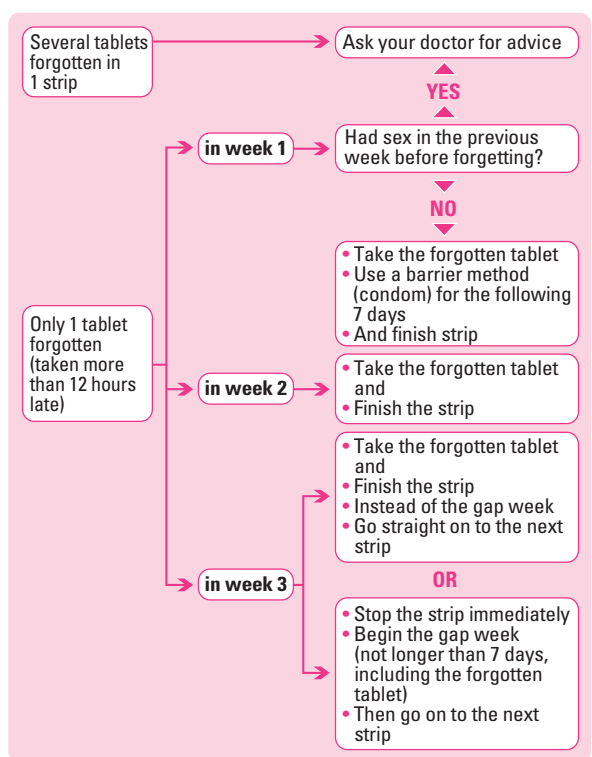 Several tablets
forgotten in
1 strip
Ask your doctor for advice
YES
in week 1
Had sex in the previous
week before forgetting?
NO
• Take the forgotten tablet
• Use a barrier method
(condom) for the following
7 days
• And finish strip
Only 1 tablet
forgotten
(taken more
than 12 hours
late)
in week 2
• Take the forgotten tablet
and
• Finish the strip
• Take the forgotten tablet
and
• Finish the strip
• Instead of the gap week
• Go straight on to the next
strip
in week 3
OR
• Stop the strip immediately
• Begin the gap week
(not longer than 7 days,
including the forgotten
tablet)
• Then go on to the next
strip